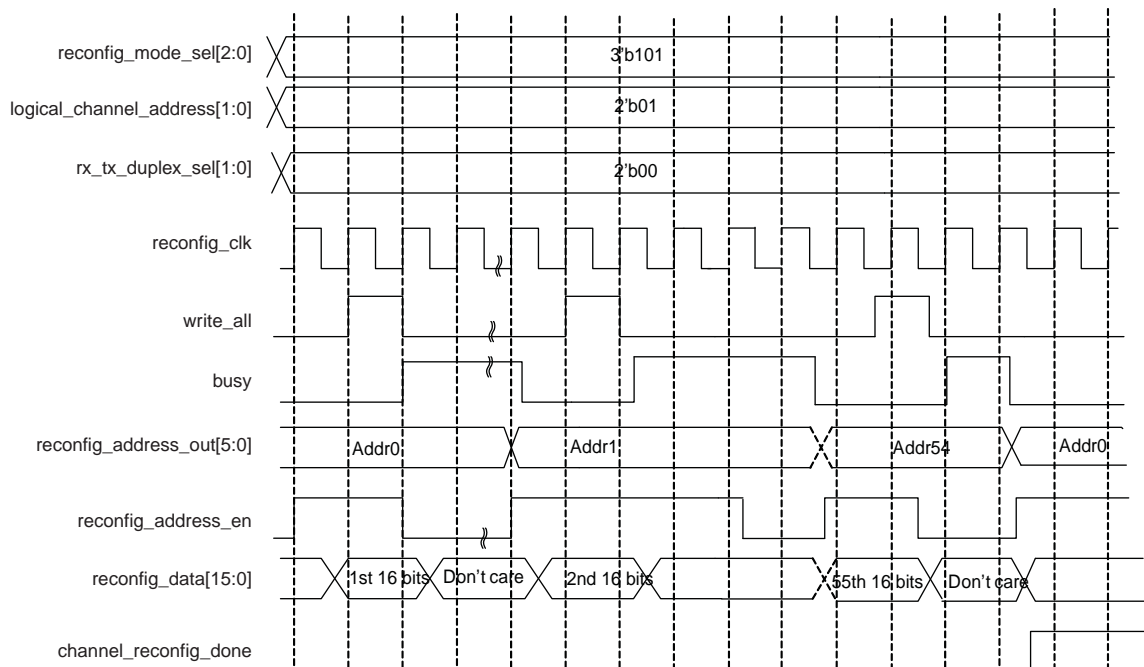 reconfig_mode_sel[2:0] 3'b101
logical_channel_address[1:0] 2'b01
rx_tx_duplex_sel[1:0] 2'b00
reconfig_clk
write_all
busy
reconfig_address_out[5:0] Addr0 Addr1 Addr54 Addr0
reconfig_address_en
reconfig_data[15:0] 1st 16 bits Don't care 2nd 16 bits 55th 16 bits Don't care
channel_reconfig_done